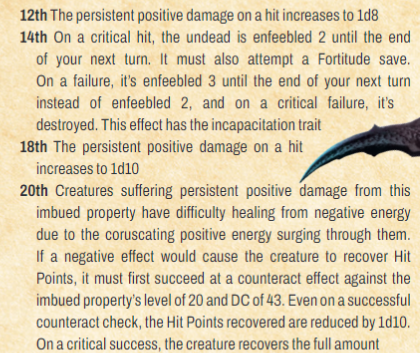 12th The persistent positive damage on a hit increases to 1d8
14th On a critical hit, the undead is enfeebled 2 until the end
of your next turn. It must also attempt a Fortitude save.
On a failure, it's enfeebled 3 until the end of your next turn
instead of enfeebled 2, and on a critical failure, it's
destroyed. This effect has the incapacitation trait
18th The persistent positive damage on a hit
increases to 1d10
20th Creatures suffering persistent positive damage from this
imbued property have difficulty healing from negative energy
due to the coruscating positive energy surging through them.
If a negative effect would cause the creature to recover Hit
Points, it must first succeed at a counteract effect against the
imbued property's level of 20 and DC of 43. Even on a successful
counteract check, the Hit Points recovered are reduced by 1d10.
On a critical success, the creature recovers the full amount